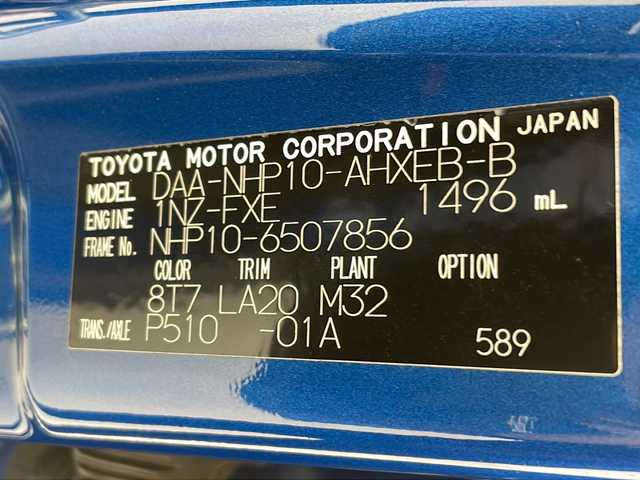 TOYOTA MOTOR CORPORATION JAPAN
MODEL DAA-NHP10-AHXEB-B
ENGINE 1NZ-FXE 1496 mL
FRAME No. NHP10-6507856
COLOR TRIM PLANT OPTION
8T7 LA20 M32
TRANS./AXLE P510 -01A 589